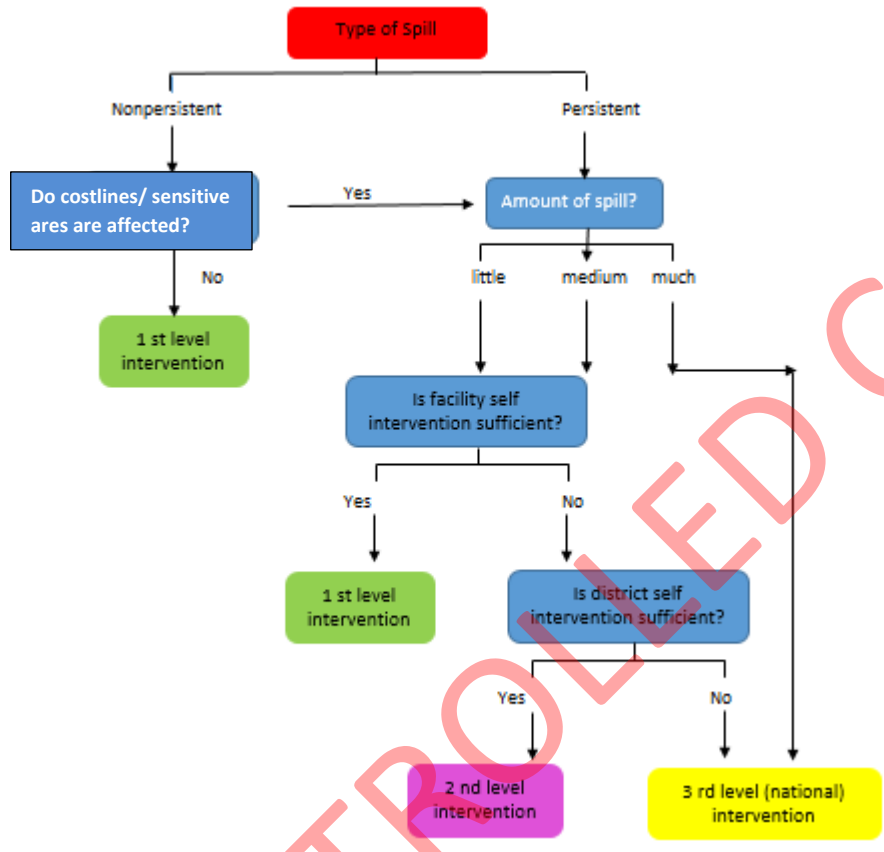 Type of Spill
Nonpersistent
Persistent
Do costlines/ sensitive
ares are affected?
Yes
Amount of spill?
No
little
medium
much
1 st level
intervention
Is facility self
intervention sufficient?
Yes
No
1 st level
intervention
Is district self
intervention sufficient?
Yes
No
2 nd level
intervention
3 rd level (national)
intervention
TROLLED C